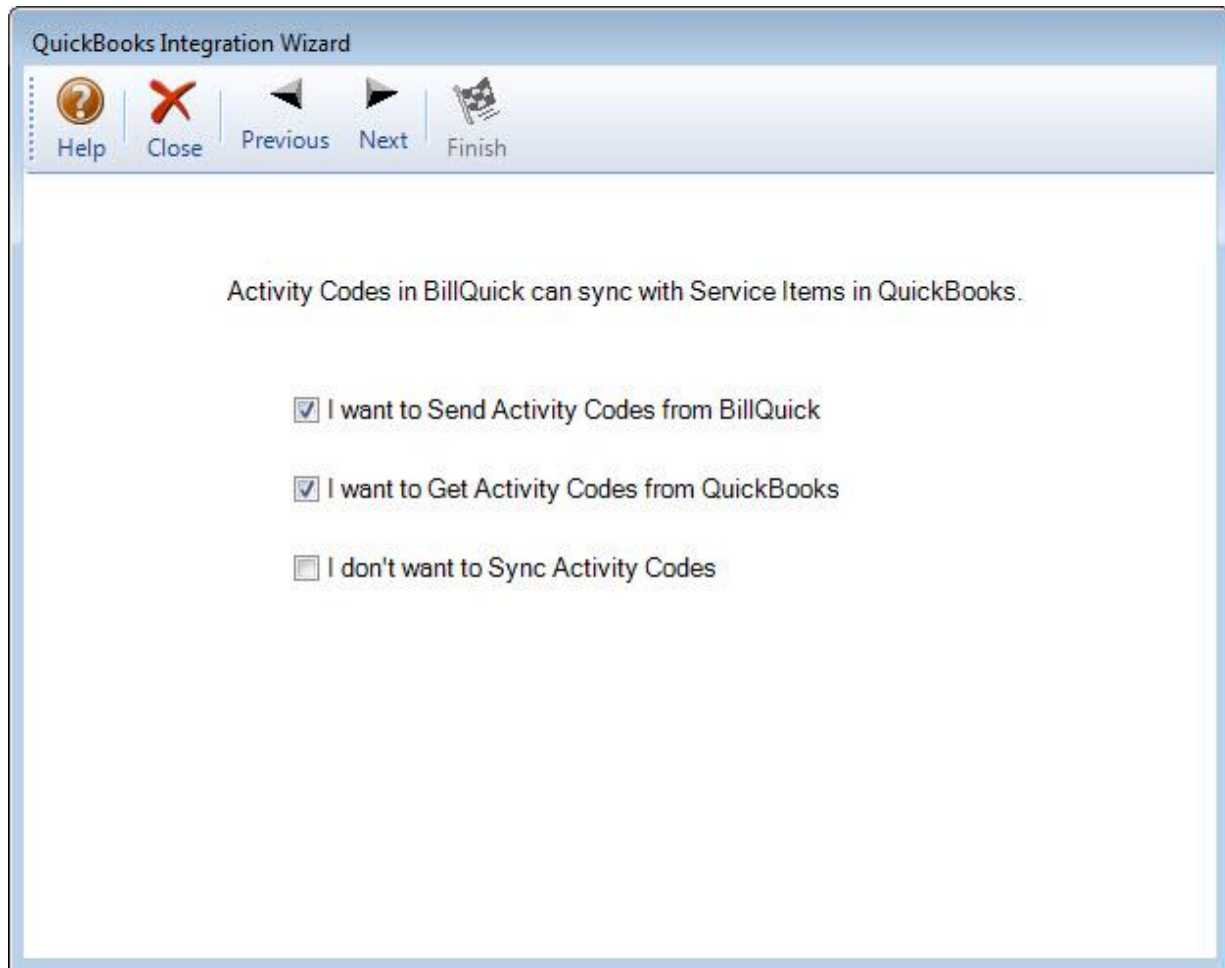 QuickBooks Integration Wizard
Help Close Previous Next Finish
Activity Codes in BillQuick can sync with Service Items in QuickBooks.
I want to Send Activity Codes from BillQuick
I want to Get Activity Codes from QuickBooks
I don't want to Sync Activity Codes